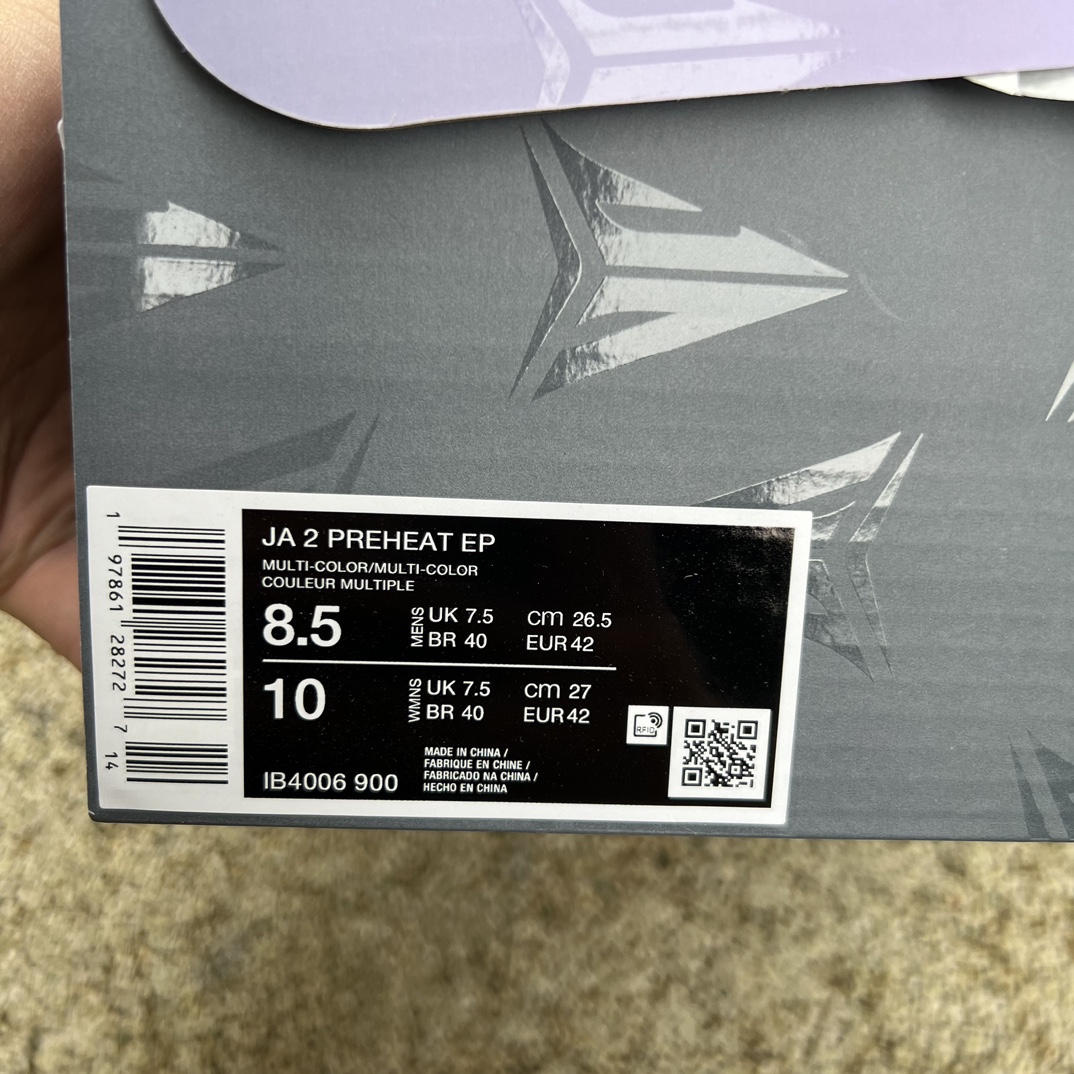 JA 2 PREHEAT EP
MULTI-COLOR/MULTI-COLOR
COULEUR MULTIPLE
8.5 MENS UK 7.5 cm 26.5
BR 40 EUR 42
10 WMNS UK 7.5 cm 27
BR 40 EUR 42
RFID
IB4006 900
MADE IN CHINA /
FABRIQUE EN CHINE /
FABRICADO NA CHINA /
HECHO EN CHINA
1 97861 28272 7 14